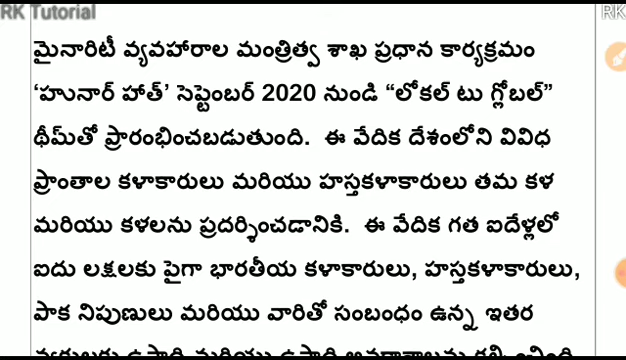 RK Tutorial
RK
మైనారిటీ వ్యవహారాల మంత్రిత్వ శాఖ ప్రధాన కార్యక్రమం
‘హునార్ హాత్’ సెప్టెంబర్ 2020 నుండి “లోకల్ టు గ్లోబల్”
థీమ్‌తో ప్రారంభించబడుతుంది. ఈ వేదిక దేశంలోని వివిధ
ప్రాంతాల కళాకారులు మరియు హస్తకళాకారులు తమ కళ
మరియు కళలను ప్రదర్శించడానికి. ఈ వేదిక గత ఐదేళ్లలో
ఐదు లక్షలకు పైగా భారతీయ కళాకారులు, హస్తకళాకారులు,
పాక నిపుణులు మరియు వారితో సంబంధం ఉన్న ఇతర